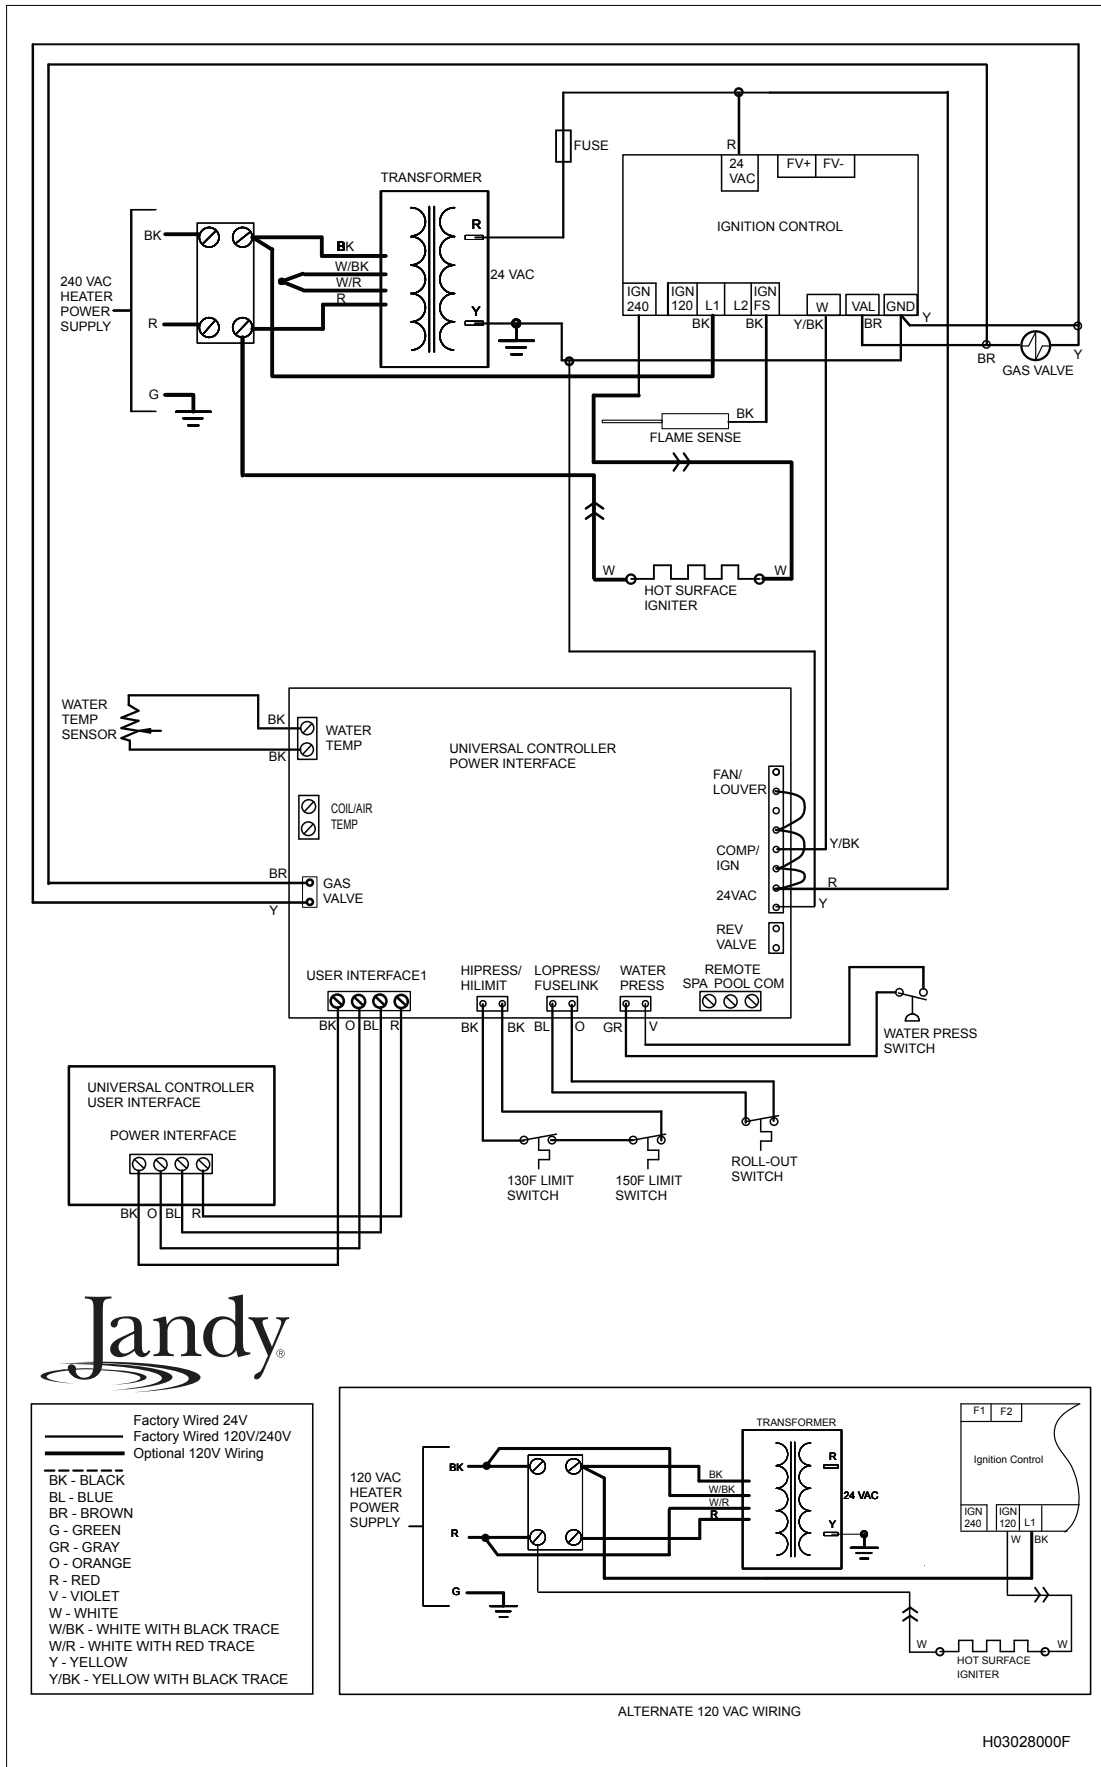 FUSE
R
24
VAC
FV+ FV-
TRANSFORMER
IGNITION CONTROL
BK
R
BK
W/BK
W/R
R
24 VAC
Y
240 VAC
HEATER
POWER
SUPPLY
R
G
IGN
240
IGN
120
L1
L2
IGN
FS
W
VAL
GND
BK
BK
Y/BK
BR
Y
BR
Y
GAS VALVE
BK
FLAME SENSE
W
W
HOT SURFACE
IGNITER
WATER
TEMP
SENSOR
BK
BK
WATER
TEMP
UNIVERSAL CONTROLLER
POWER INTERFACE
COIL/AIR
TEMP
FAN/
LOUVER
COMP/
IGN
Y/BK
24VAC
R
Y
BR
Y
GAS
VALVE
REV
VALVE
USER INTERFACE1
HIPRESS/
HILIMIT
LOPRESS/
FUSELINK
WATER
PRESS
REMOTE
SPA POOL COM
BK O BL R
BK BK
BL O
GR V
WATER PRESS
SWITCH
UNIVERSAL CONTROLLER
USER INTERFACE
POWER INTERFACE
BK O BL R
130F LIMIT
SWITCH
150F LIMIT
SWITCH
ROLL-OUT
SWITCH
Jandy®
Factory Wired 24V
Factory Wired 120V/240V
Optional 120V Wiring
BK - BLACK
BL - BLUE
BR - BROWN
G - GREEN
GR - GRAY
O - ORANGE
R - RED
V - VIOLET
W - WHITE
W/BK - WHITE WITH BLACK TRACE
W/R - WHITE WITH RED TRACE
Y - YELLOW
Y/BK - YELLOW WITH BLACK TRACE
120 VAC
HEATER
POWER
SUPPLY
BK
R
G
TRANSFORMER
BK
W/BK
W/R
R
R
24 VAC
Y
F1 F2
Ignition Control
IGN
240
IGN
120
L1
W BK
W
W
HOT SURFACE
IGNITER
ALTERNATE 120 VAC WIRING
H03028000F